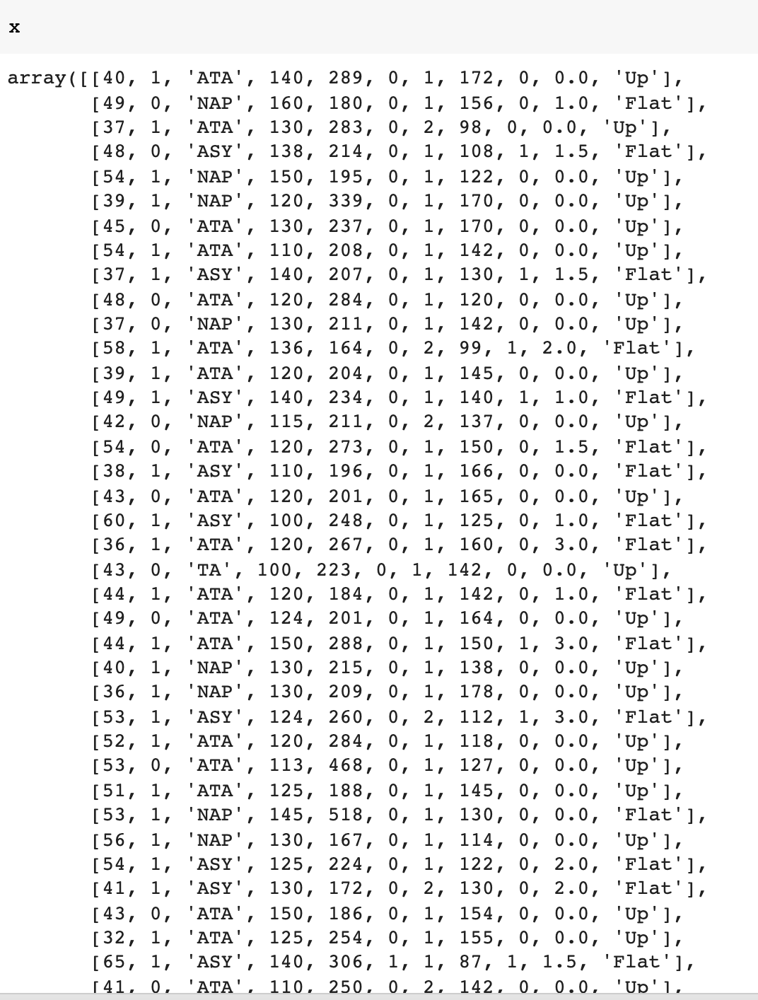 x
array([[40, 1, 'ATA', 140, 289, 0, 1, 172, 0, 0.0, 'Up'],
[49, 0, 'NAP', 160, 180, 0, 1, 156, 0, 1.0, 'Flat'],
[37, 1, 'ATA', 130, 283, 0, 2, 98, 0, 0.0, 'Up'],
[48, 0, 'ASY', 138, 214, 0, 1, 108, 1, 1.5, 'Flat'],
[54, 1, 'NAP', 150, 195, 0, 1, 122, 0, 0.0, 'Up'],
[39, 1, 'NAP', 120, 339, 0, 1, 170, 0, 0.0, 'Up'],
[45, 0, 'ATA', 130, 237, 0, 1, 170, 0, 0.0, 'Up'],
[54, 1, 'ATA', 110, 208, 0, 1, 142, 0, 0.0, 'Up'],
[37, 1, 'ASY', 140, 207, 0, 1, 130, 1, 1.5, 'Flat'],
[48, 0, 'ATA', 120, 284, 0, 1, 120, 0, 0.0, 'Up'],
[37, 0, 'NAP', 130, 211, 0, 1, 142, 0, 0.0, 'Up'],
[58, 1, 'ATA', 136, 164, 0, 2, 99, 1, 2.0, 'Flat'],
[39, 1, 'ATA', 120, 204, 0, 1, 145, 0, 0.0, 'Up'],
[49, 1, 'ASY', 140, 234, 0, 1, 140, 1, 1.0, 'Flat'],
[42, 0, 'NAP', 115, 211, 0, 2, 137, 0, 0.0, 'Up'],
[54, 0, 'ATA', 120, 273, 0, 1, 150, 0, 1.5, 'Flat'],
[38, 1, 'ASY', 110, 196, 0, 1, 166, 0, 0.0, 'Flat'],
[43, 0, 'ATA', 120, 201, 0, 1, 165, 0, 0.0, 'Up'],
[60, 1, 'ASY', 100, 248, 0, 1, 125, 0, 1.0, 'Flat'],
[36, 1, 'ATA', 120, 267, 0, 1, 160, 0, 3.0, 'Flat'],
[43, 0, 'TA', 100, 223, 0, 1, 142, 0, 0.0, 'Up'],
[44, 1, 'ATA', 120, 184, 0, 1, 142, 0, 1.0, 'Flat'],
[49, 0, 'ATA', 124, 201, 0, 1, 164, 0, 0.0, 'Up'],
[44, 1, 'ATA', 150, 288, 0, 1, 150, 1, 3.0, 'Flat'],
[40, 1, 'NAP', 130, 215, 0, 1, 138, 0, 0.0, 'Up'],
[36, 1, 'NAP', 130, 209, 0, 1, 178, 0, 0.0, 'Up'],
[53, 1, 'ASY', 124, 260, 0, 2, 112, 1, 3.0, 'Flat'],
[52, 1, 'ATA', 120, 284, 0, 1, 118, 0, 0.0, 'Up'],
[53, 0, 'ATA', 113, 468, 0, 1, 127, 0, 0.0, 'Up'],
[51, 1, 'ATA', 125, 188, 0, 1, 145, 0, 0.0, 'Up'],
[53, 1, 'NAP', 145, 518, 0, 1, 130, 0, 0.0, 'Flat'],
[56, 1, 'NAP', 130, 167, 0, 1, 114, 0, 0.0, 'Up'],
[54, 1, 'ASY', 125, 224, 0, 1, 122, 0, 2.0, 'Flat'],
[41, 1, 'ASY', 130, 172, 0, 2, 130, 0, 2.0, 'Flat'],
[43, 0, 'ATA', 150, 186, 0, 1, 154, 0, 0.0, 'Up'],
[32, 1, 'ATA', 125, 254, 0, 1, 155, 0, 0.0, 'Up'],
[65, 1, 'ASY', 140, 306, 1, 1, 87, 1, 1.5, 'Flat'],
[41, 0, 'ATA', 110, 250, 0, 2, 142, 0, 0.0, 'Up'],